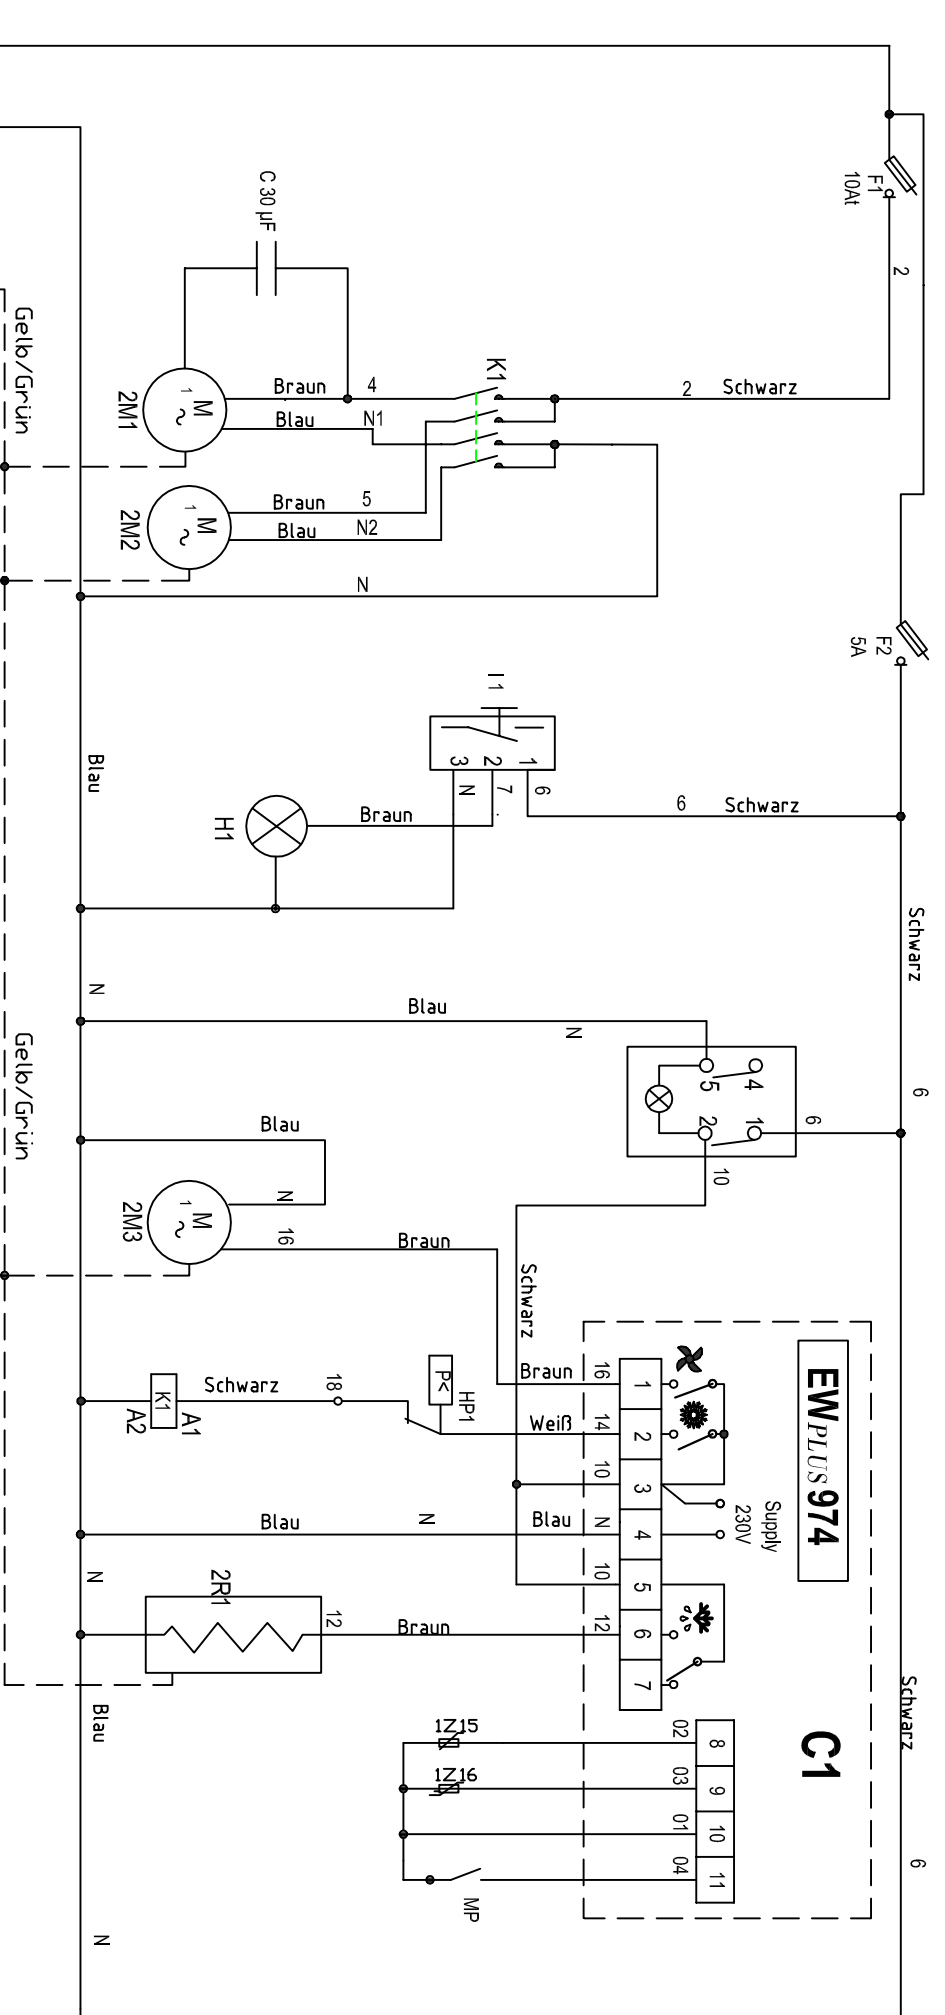 F1
10At
2
C 30 µF
Gelb/Grün
K1
Braun
4
2
Schwarz
Blau
N1
M
1
~
2M1
Braun
5
Blau
N2
M
1
~
2M2
N
F2
5A
I1
1
2
3
6
7
N
6
Schwarz
Blau
Braun
H1
Schwarz
N
Blau
N
6
4
5
1
2
6
10
Gelb/Grün
Blau
N
M
1
~
2M3
16
Braun
Schwarz
EWPLUS 974
Braun
16
1
HP1
P<
18
Schwarz
K1
A1
A2
Weiß
14
2
10
3
Supply
230V
Blau
N
Blau
N
4
N
10
5
2R1
12
Braun
12
6
7
Blau
Schwarz
C1
1Z15
02
8
1Z16
03
9
01
10
04
11
MP
6
N